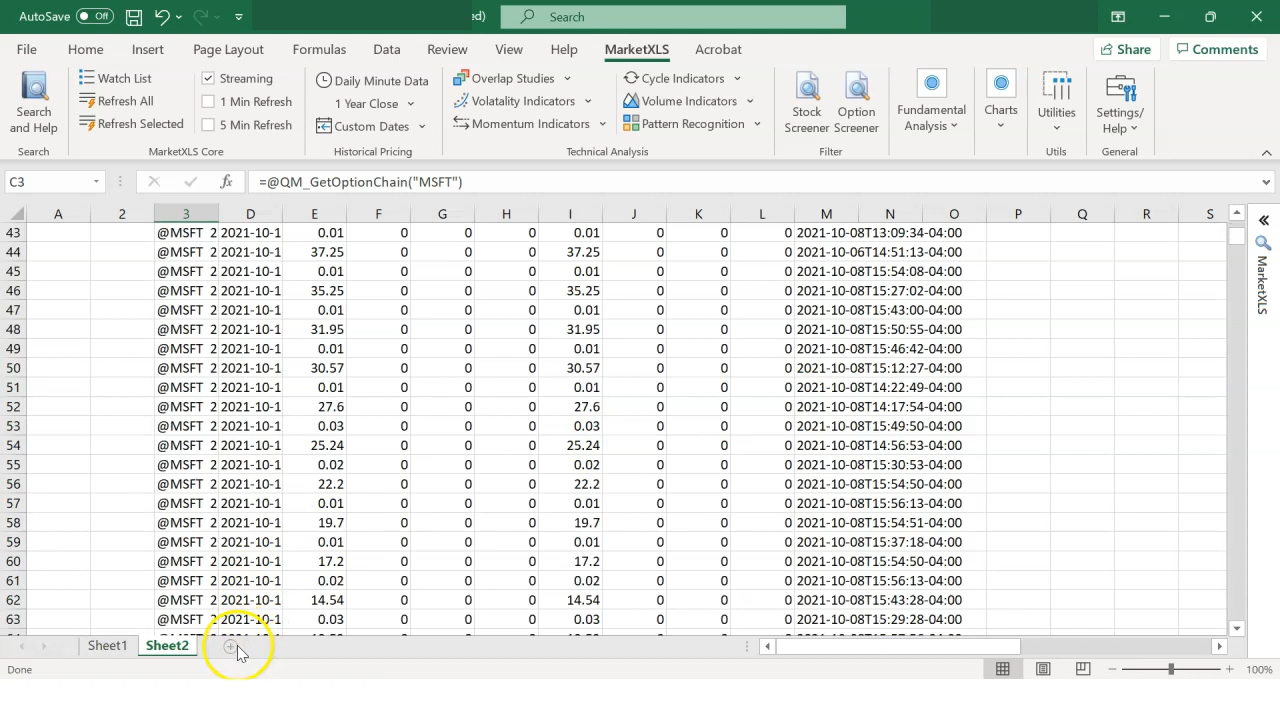 AutoSave Off ed) Search
File Home Insert Page Layout Formulas Data Review View Help MarketXLS Acrobat Share Comments
Watch List Streaming Daily Minute Data Overlap Studies Cycle Indicators
Refresh All 1 Min Refresh 1 Year Close Volatality Indicators Volume Indicators
Refresh Selected 5 Min Refresh Custom Dates Momentum Indicators Pattern Recognition
Search and Help Stock Screener Option Screener Fundamental Analysis Charts Utilities Settings/ Help
Search MarketXLS Core Historical Pricing Technical Analysis Filter Utils General
C3 fx =@QM_GetOptionChain("MSFT")
A 2 3 D E F G H I J K L M N O P Q R S
43 @MSFT 2 2021-10-1 0.01 0 0 0 0.01 0 0 0 2021-10-08T13:09:34-04:00
44 @MSFT 2 2021-10-1 37.25 0 0 0 37.25 0 0 0 2021-10-06T14:51:13-04:00
45 @MSFT 2 2021-10-1 0.01 0 0 0 0.01 0 0 0 2021-10-08T15:54:08-04:00
46 @MSFT 2 2021-10-1 35.25 0 0 0 35.25 0 0 0 2021-10-08T15:27:02-04:00
47 @MSFT 2 2021-10-1 0.01 0 0 0 0.01 0 0 0 2021-10-08T15:43:00-04:00
48 @MSFT 2 2021-10-1 31.95 0 0 0 31.95 0 0 0 2021-10-08T15:50:55-04:00
49 @MSFT 2 2021-10-1 0.01 0 0 0 0.01 0 0 0 2021-10-08T15:46:42-04:00
50 @MSFT 2 2021-10-1 30.57 0 0 0 30.57 0 0 0 2021-10-08T15:12:27-04:00
51 @MSFT 2 2021-10-1 0.01 0 0 0 0.01 0 0 0 2021-10-08T14:22:49-04:00
52 @MSFT 2 2021-10-1 27.6 0 0 0 27.6 0 0 0 2021-10-08T14:17:54-04:00
53 @MSFT 2 2021-10-1 0.03 0 0 0 0.03 0 0 0 2021-10-08T15:49:50-04:00
54 @MSFT 2 2021-10-1 25.24 0 0 0 25.24 0 0 0 2021-10-08T14:56:53-04:00
55 @MSFT 2 2021-10-1 0.02 0 0 0 0.02 0 0 0 2021-10-08T15:30:53-04:00
56 @MSFT 2 2021-10-1 22.2 0 0 0 22.2 0 0 0 2021-10-08T15:54:50-04:00
57 @MSFT 2 2021-10-1 0.01 0 0 0 0.01 0 0 0 2021-10-08T15:56:13-04:00
58 @MSFT 2 2021-10-1 19.7 0 0 0 19.7 0 0 0 2021-10-08T15:54:51-04:00
59 @MSFT 2 2021-10-1 0.01 0 0 0 0.01 0 0 0 2021-10-08T15:37:18-04:00
60 @MSFT 2 2021-10-1 17.2 0 0 0 17.2 0 0 0 2021-10-08T15:54:50-04:00
61 @MSFT 2 2021-10-1 0.02 0 0 0 0.02 0 0 0 2021-10-08T15:56:13-04:00
62 @MSFT 2 2021-10-1 14.54 0 0 0 14.54 0 0 0 2021-10-08T15:43:28-04:00
63 @MSFT 2 2021-10-1 0.03 0 0 0 0.03 0 0 0 2021-10-08T15:29:28-04:00
MarketXLS
Sheet1 Sheet2
Done 100%